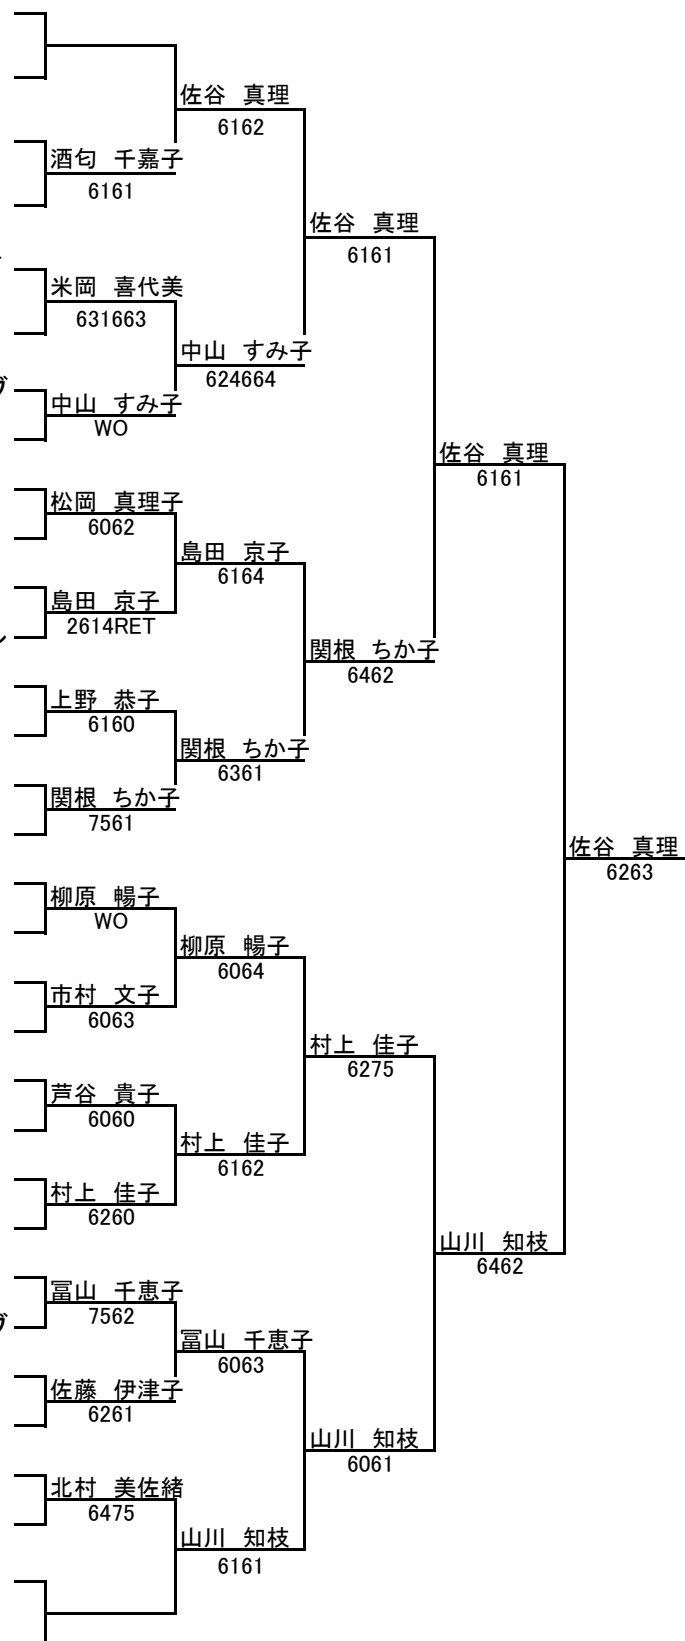 佐谷 真理
6162
酒匂 千嘉子
6161
佐谷 真理
6161
米岡 喜代美
631663
中山 すみ子
624664
中山 すみ子
WO
佐谷 真理
6161
松岡 真理子
6062
島田 京子
6164
島田 京子
2614RET
関根 ちか子
6462
上野 恭子
6160
関根 ちか子
6361
関根 ちか子
7561
佐谷 真理
6263
柳原 暢子
WO
柳原 暢子
6064
市村 文子
6063
村上 佳子
6275
芦谷 貴子
6060
村上 佳子
6162
村上 佳子
6260
山川 知枝
6462
冨山 千恵子
7562
冨山 千恵子
6063
佐藤 伊津子
6261
山川 知枝
6061
北村 美佐緒
6475
山川 知枝
6161